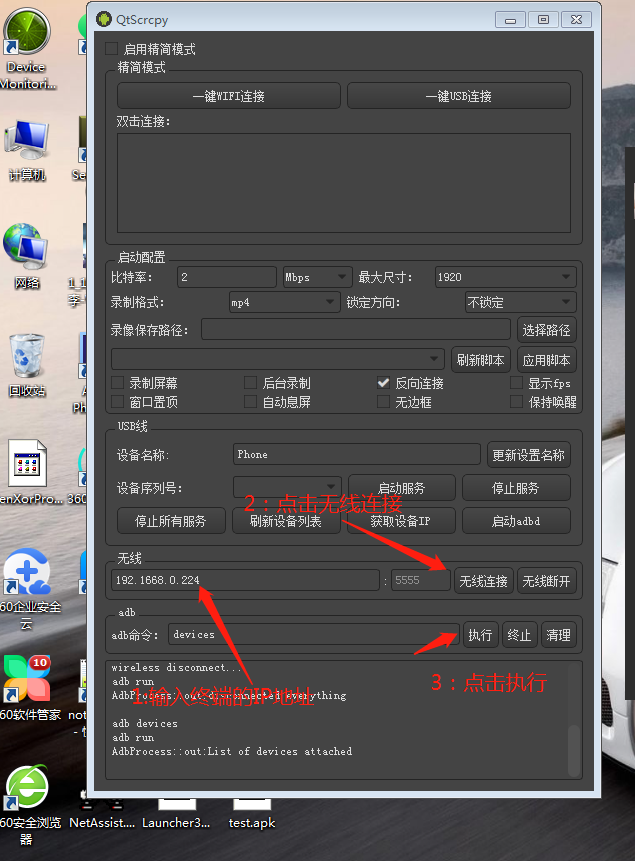 QtScrcpy
启用精简模式
精简模式
一键WIFI连接
一键USB连接
双击连接:
启动配置
比特率: 2 Mbps 最大尺寸: 1920
录制格式: mp4 锁定方向: 不锁定
录像保存路径: 选择路径
刷新脚本 应用脚本
录制屏幕 后台录制 反向连接 显示fps
窗口置顶 自动息屏 无边框 保持唤醒
USB线
设备名称: Phone 更新设置名称
设备序列号: 启动服务 停止服务
2：点击无线连接
停止所有服务 刷新设备列表 获取设备IP 启动adbd
无线
192.1668.0.224 : 5555 无线连接 无线断开
adb
adb命令: devices 执行 终止 清理
wireless disconnect...
adb run
AdbProcess::out:disconnected everything
1.输入终端的IP地址
3：点击执行
adb devices
adb run
AdbProcess::out:List of devices attached
Device
Monitori...
计算机
网络
回收站
enXorPro...
360
60企业安全
云
10
60软件管家
60安全浏览
器
NetAssist....
Launcher3...
test.apk